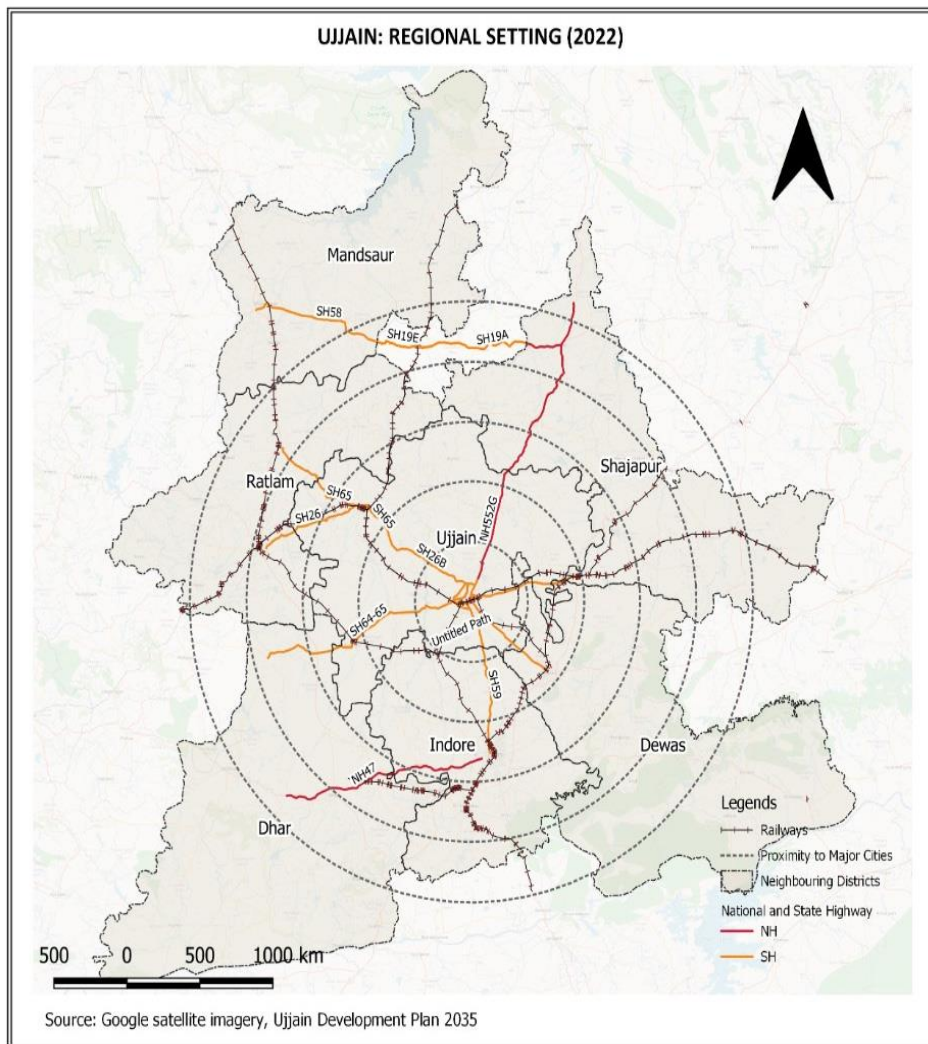 UJJAIN: REGIONAL SETTING (2022)
Mandsaur
SH58
SH19E
SH19A
Shajapur
Ratlam
SH65
SH26
SH65
NH552G
Ujjain
SH26B
SH64-65
Untitled Path
SH59
Indore
Dewas
'NH47
Dhar
Legends
Railways
Proximity to Major Cities
Neighbouring Districts
National and State Highway
NH
SH
500 0 500 1000 km
Source: Google satellite imagery, Ujjain Development Plan 2035